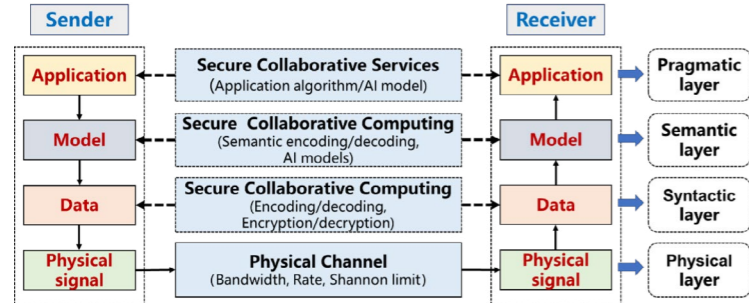 Sender
Receiver
Application
Secure Collaborative Services
(Application algorithm/AI model)
Application
Pragmatic
layer
Model
Secure Collaborative Computing
(Semantic encoding/decoding,
AI models)
Model
Semantic
layer
Data
Secure Collaborative Computing
(Encoding/decoding,
Encryption/decryption)
Data
Syntactic
layer
Physical
signal
Physical Channel
(Bandwidth, Rate, Shannon limit)
Physical
signal
Physical
layer